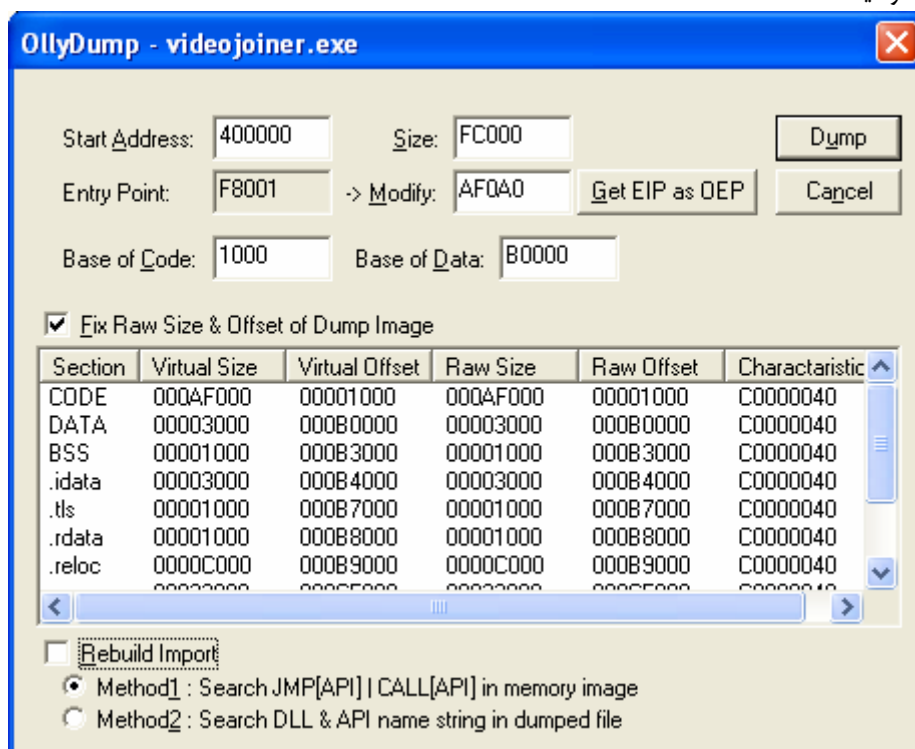 OllyDump - videojoiner.exe
Start Address: 400000 Size: FC000 Dump
Entry Point: F8001 -> Modify: AF0A0 Get EIP as OEP Cancel
Base of Code: 1000 Base of Data: B0000
Fix Raw Size & Offset of Dump Image
Section Virtual Size Virtual Offset Raw Size Raw Offset Charactaristic
CODE 000AF000 00001000 000AF000 00001000 C0000040
DATA 00003000 000B0000 00003000 000B0000 C0000040
BSS 00001000 000B3000 00001000 000B3000 C0000040
.idata 00003000 000B4000 00003000 000B4000 C0000040
.tls 00001000 000B7000 00001000 000B7000 C0000040
.rdata 00001000 000B8000 00001000 000B8000 C0000040
.reloc 0000C000 000B9000 0000C000 000B9000 C0000040
Rebuild Import
Method1 : Search JMP[API] | CALL[API] in memory image
Method2 : Search DLL & API name string in dumped file